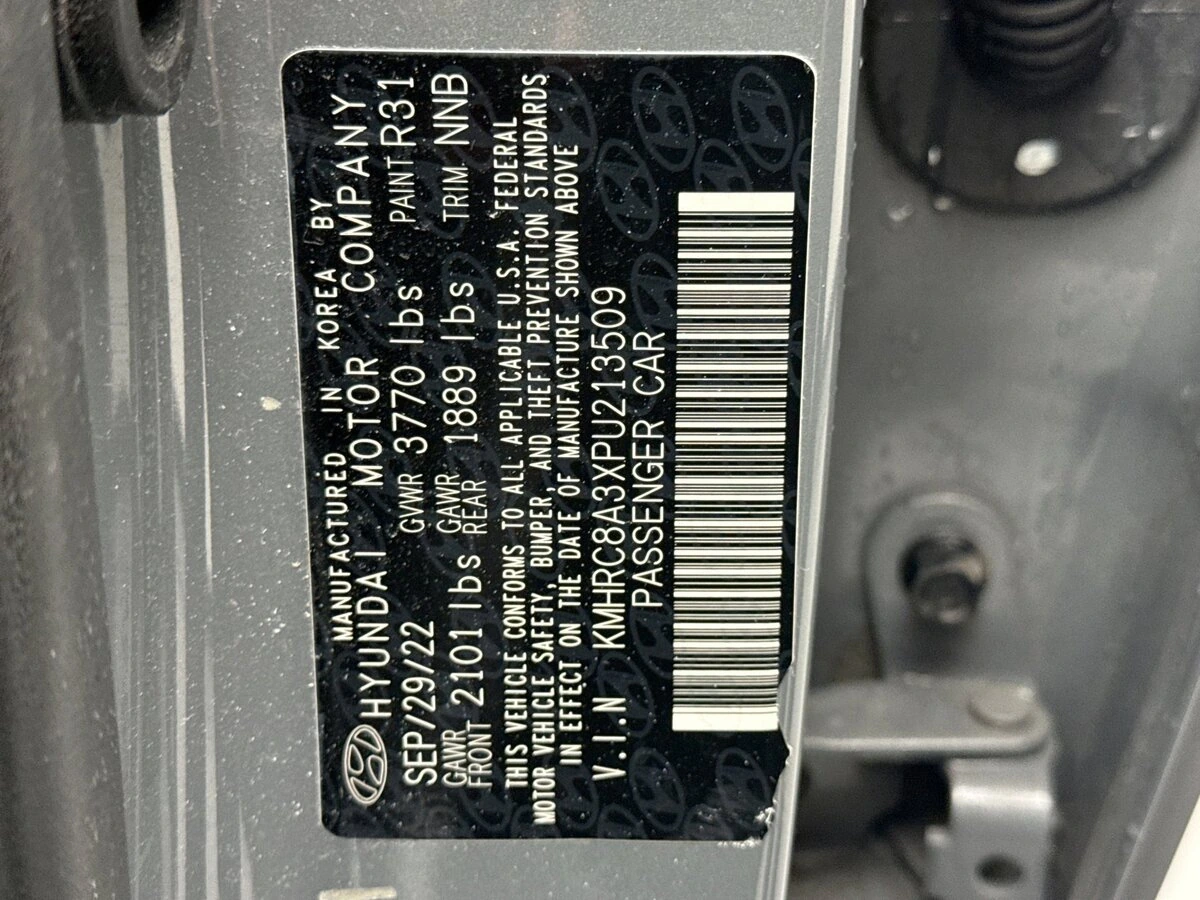 MANUFACTURED IN KOREA BY
HYUNDAI MOTOR COMPANY
SEP/29/22 GVWR 3770 lbs PAINT R31
GAWR FRONT 2101 lbs GAWR REAR 1889 lbs TRIM NNB
THIS VEHICLE CONFORMS TO ALL APPLICABLE U.S.A. FEDERAL
MOTOR VEHICLE SAFETY, BUMPER, AND THEFT PREVENTION STANDARDS
IN EFFECT ON THE DATE OF MANUFACTURE SHOWN ABOVE
V.I.N KMHRC8A3XPU213509
PASSENGER CAR